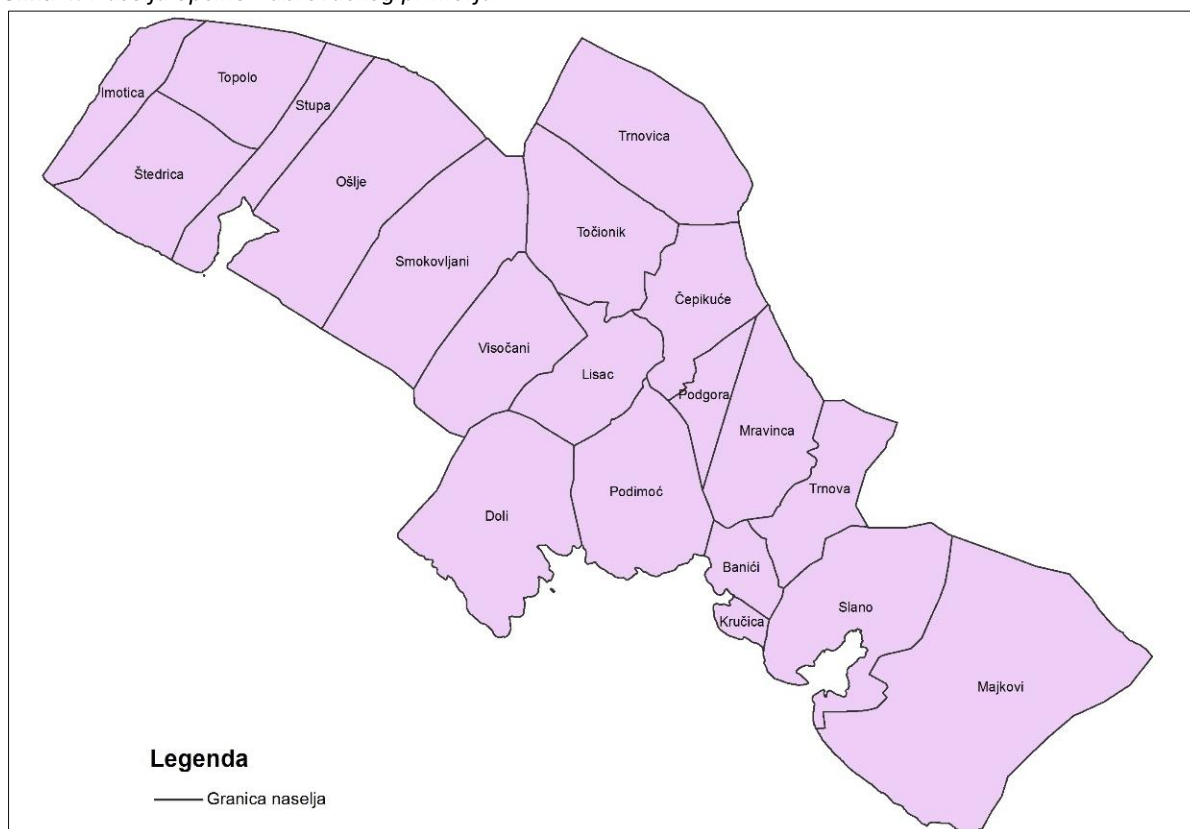 Imotica
Topolo
Stupa
Štedrica
Ošlje
Trnovica
Točionik
Smokovljani
Čepikuće
Visočani
Lisac
Podgora
Mravinca
Podimoć
Trnova
Doli
Banići
Slano
Kručica
Majkovi
Legenda
Granica naselja